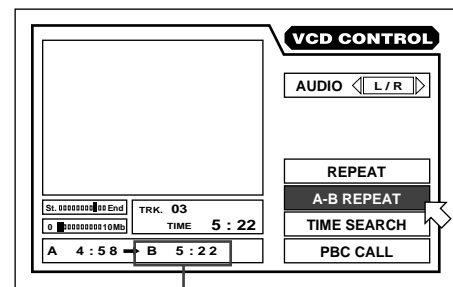 VCD CONTROL
AUDIO L / R
REPEAT
A-B REPEAT
TIME SEARCH
PBC CALL
St. End
0 10Mb
TRK. 03
TIME 5 : 22
A 4 : 58 B 5 : 22